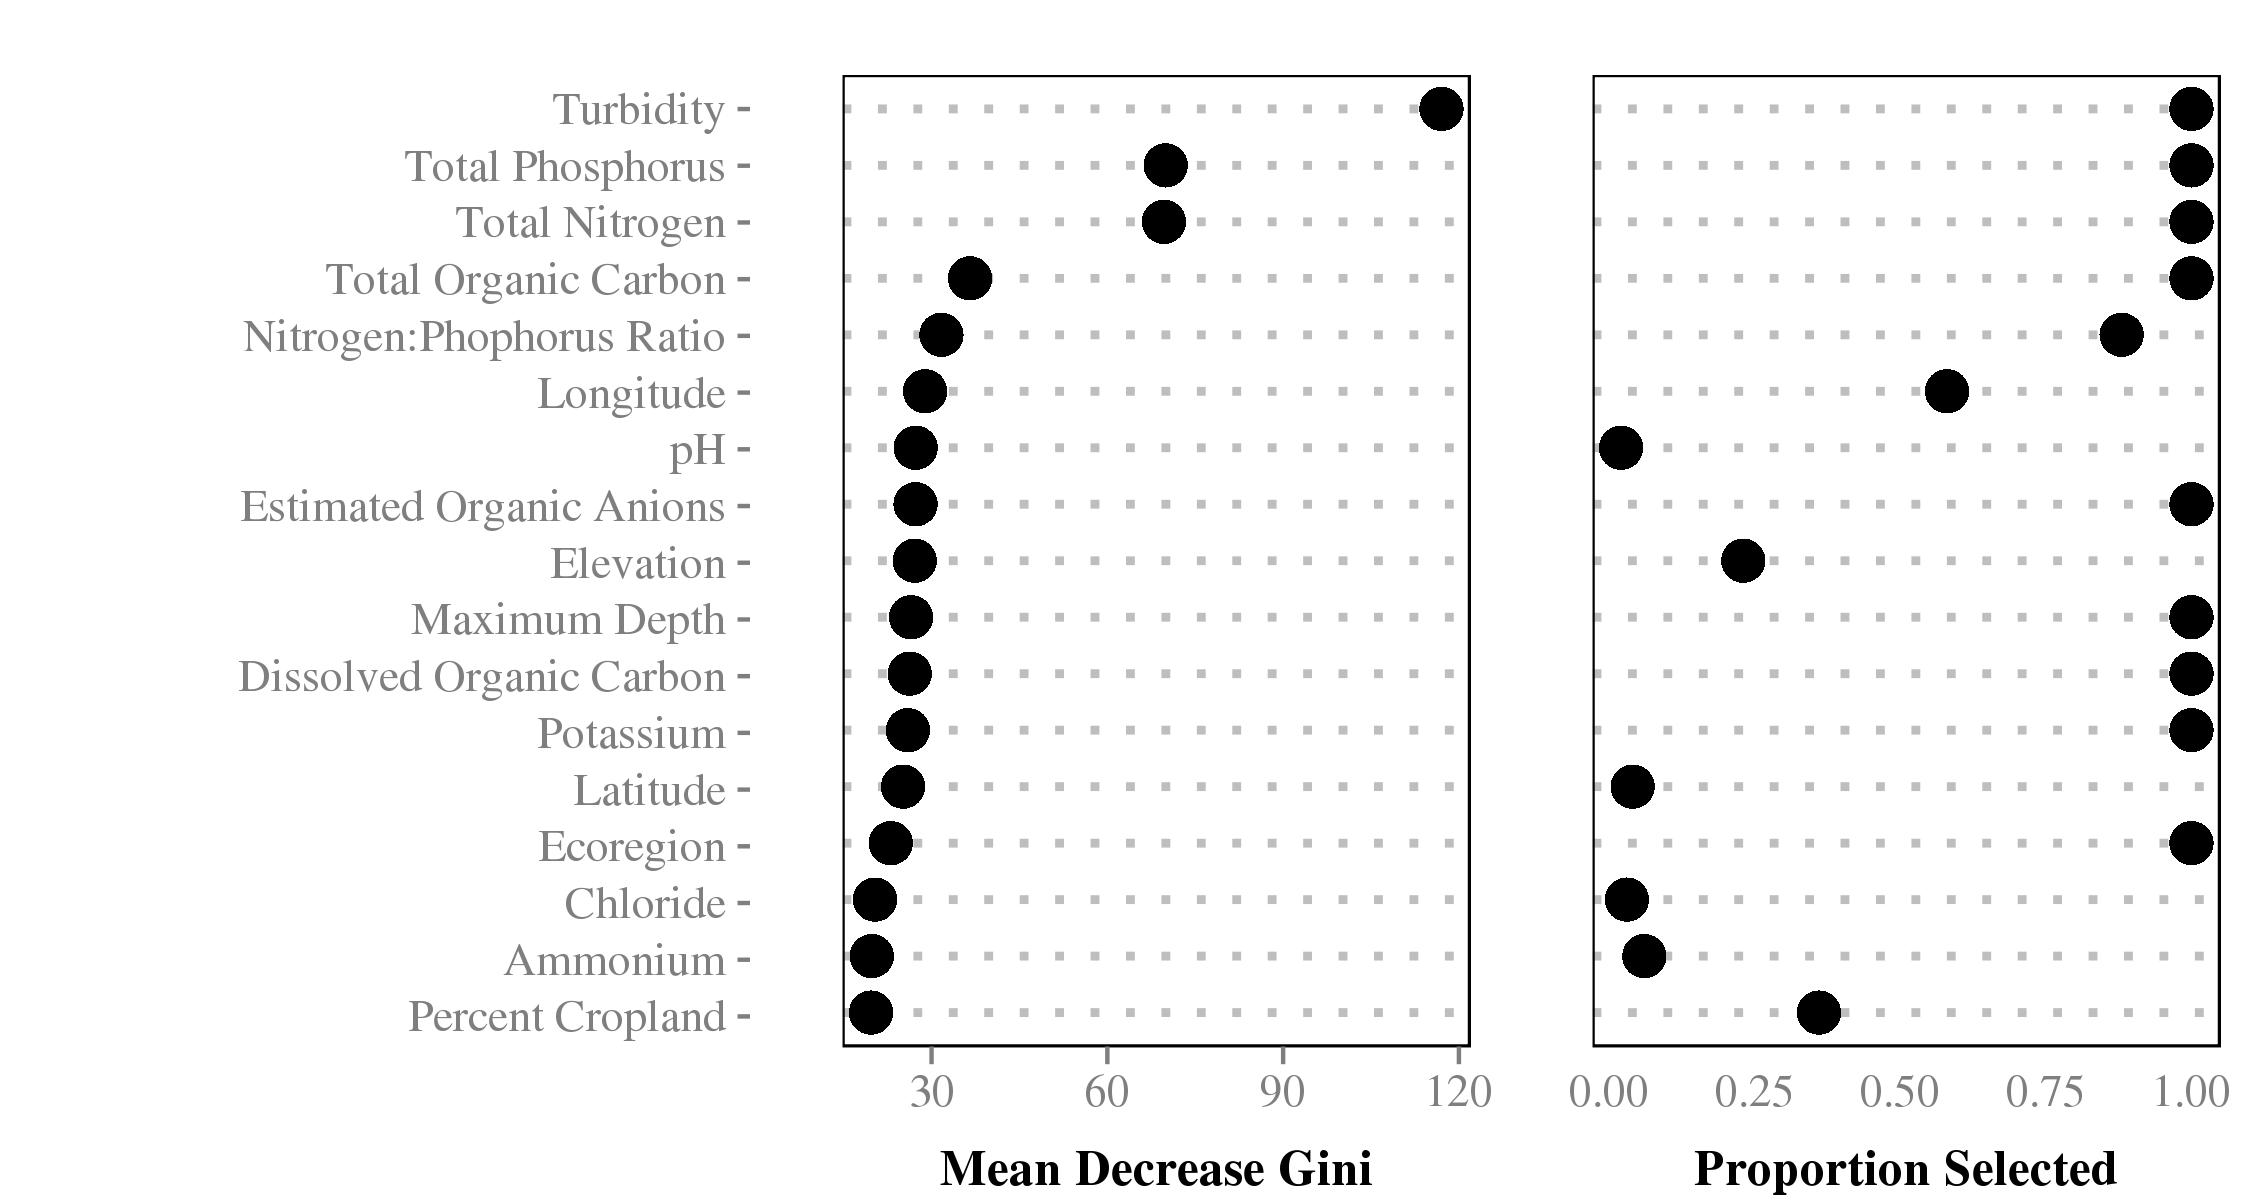 Turbidity
Total Phosphorus
Total Nitrogen
Total Organic Carbon
Nitrogen:Phophorus Ratio
Longitude
pH
Estimated Organic Anions
Elevation
Maximum Depth
Dissolved Organic Carbon
Potassium
Latitude
Ecoregion
Chloride
Ammonium
Percent Cropland
30 60 90 120
0.00 0.25 0.50 0.75 1.00
Mean Decrease Gini
Proportion Selected